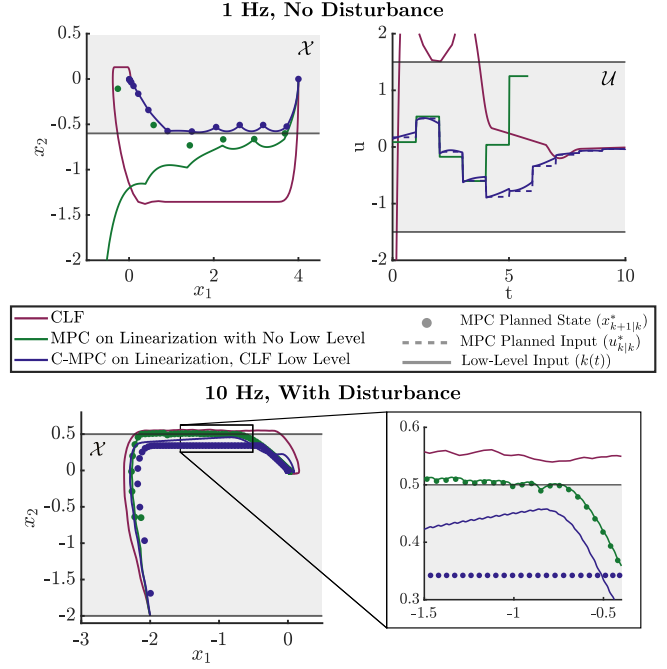 1 Hz, No Disturbance
𝒳
0.5
0
-0.5
-1
-1.5
-2
x₂
0 1 2 3 4
x₁
𝒰
2
1
0
-1
-2
u
0 5 10
t
CLF
MPC on Linearization with No Low Level
C-MPC on Linearization, CLF Low Level
MPC Planned State (x*ₖ₊₁|ₖ)
MPC Planned Input (u*ₖ|ₖ)
Low-Level Input (k(t))
10 Hz, With Disturbance
𝒳
0.5
0
-0.5
-1
-1.5
-2
x₂
-3 -2 -1 0
x₁
0.6
0.5
0.4
0.3
-1.5 -1 -0.5